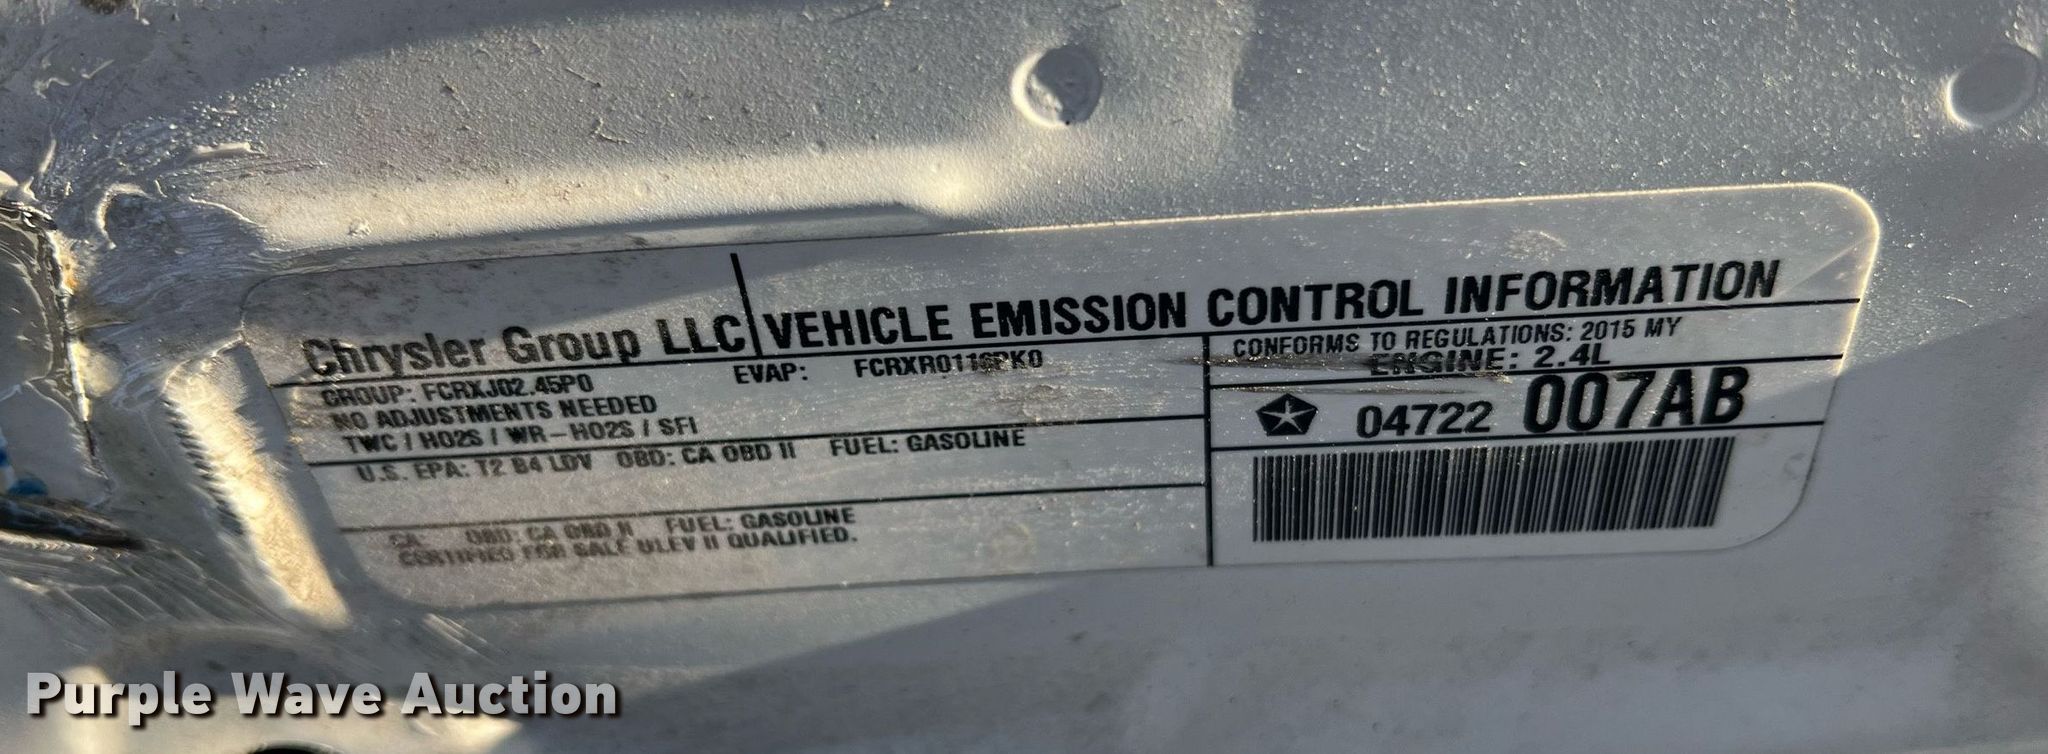 Chrysler Group LLC VEHICLE EMISSION CONTROL INFORMATION
GROUP: FCRXJ02.45P0 EVAP: FCRXR0116PK0
NO ADJUSTMENTS NEEDED
TWC / HO2S / WR-HO2S / SFI
U.S. EPA: T2 B4 LDV OBD: CA OBD II FUEL: GASOLINE
CA OBD: CA OBD II FUEL: GASOLINE
CERTIFIED FOR SALE ULEV II QUALIFIED.
CONFORMS TO REGULATIONS: 2015 MY
ENGINE: 2.4L
04722 007AB
Purple Wave Auction